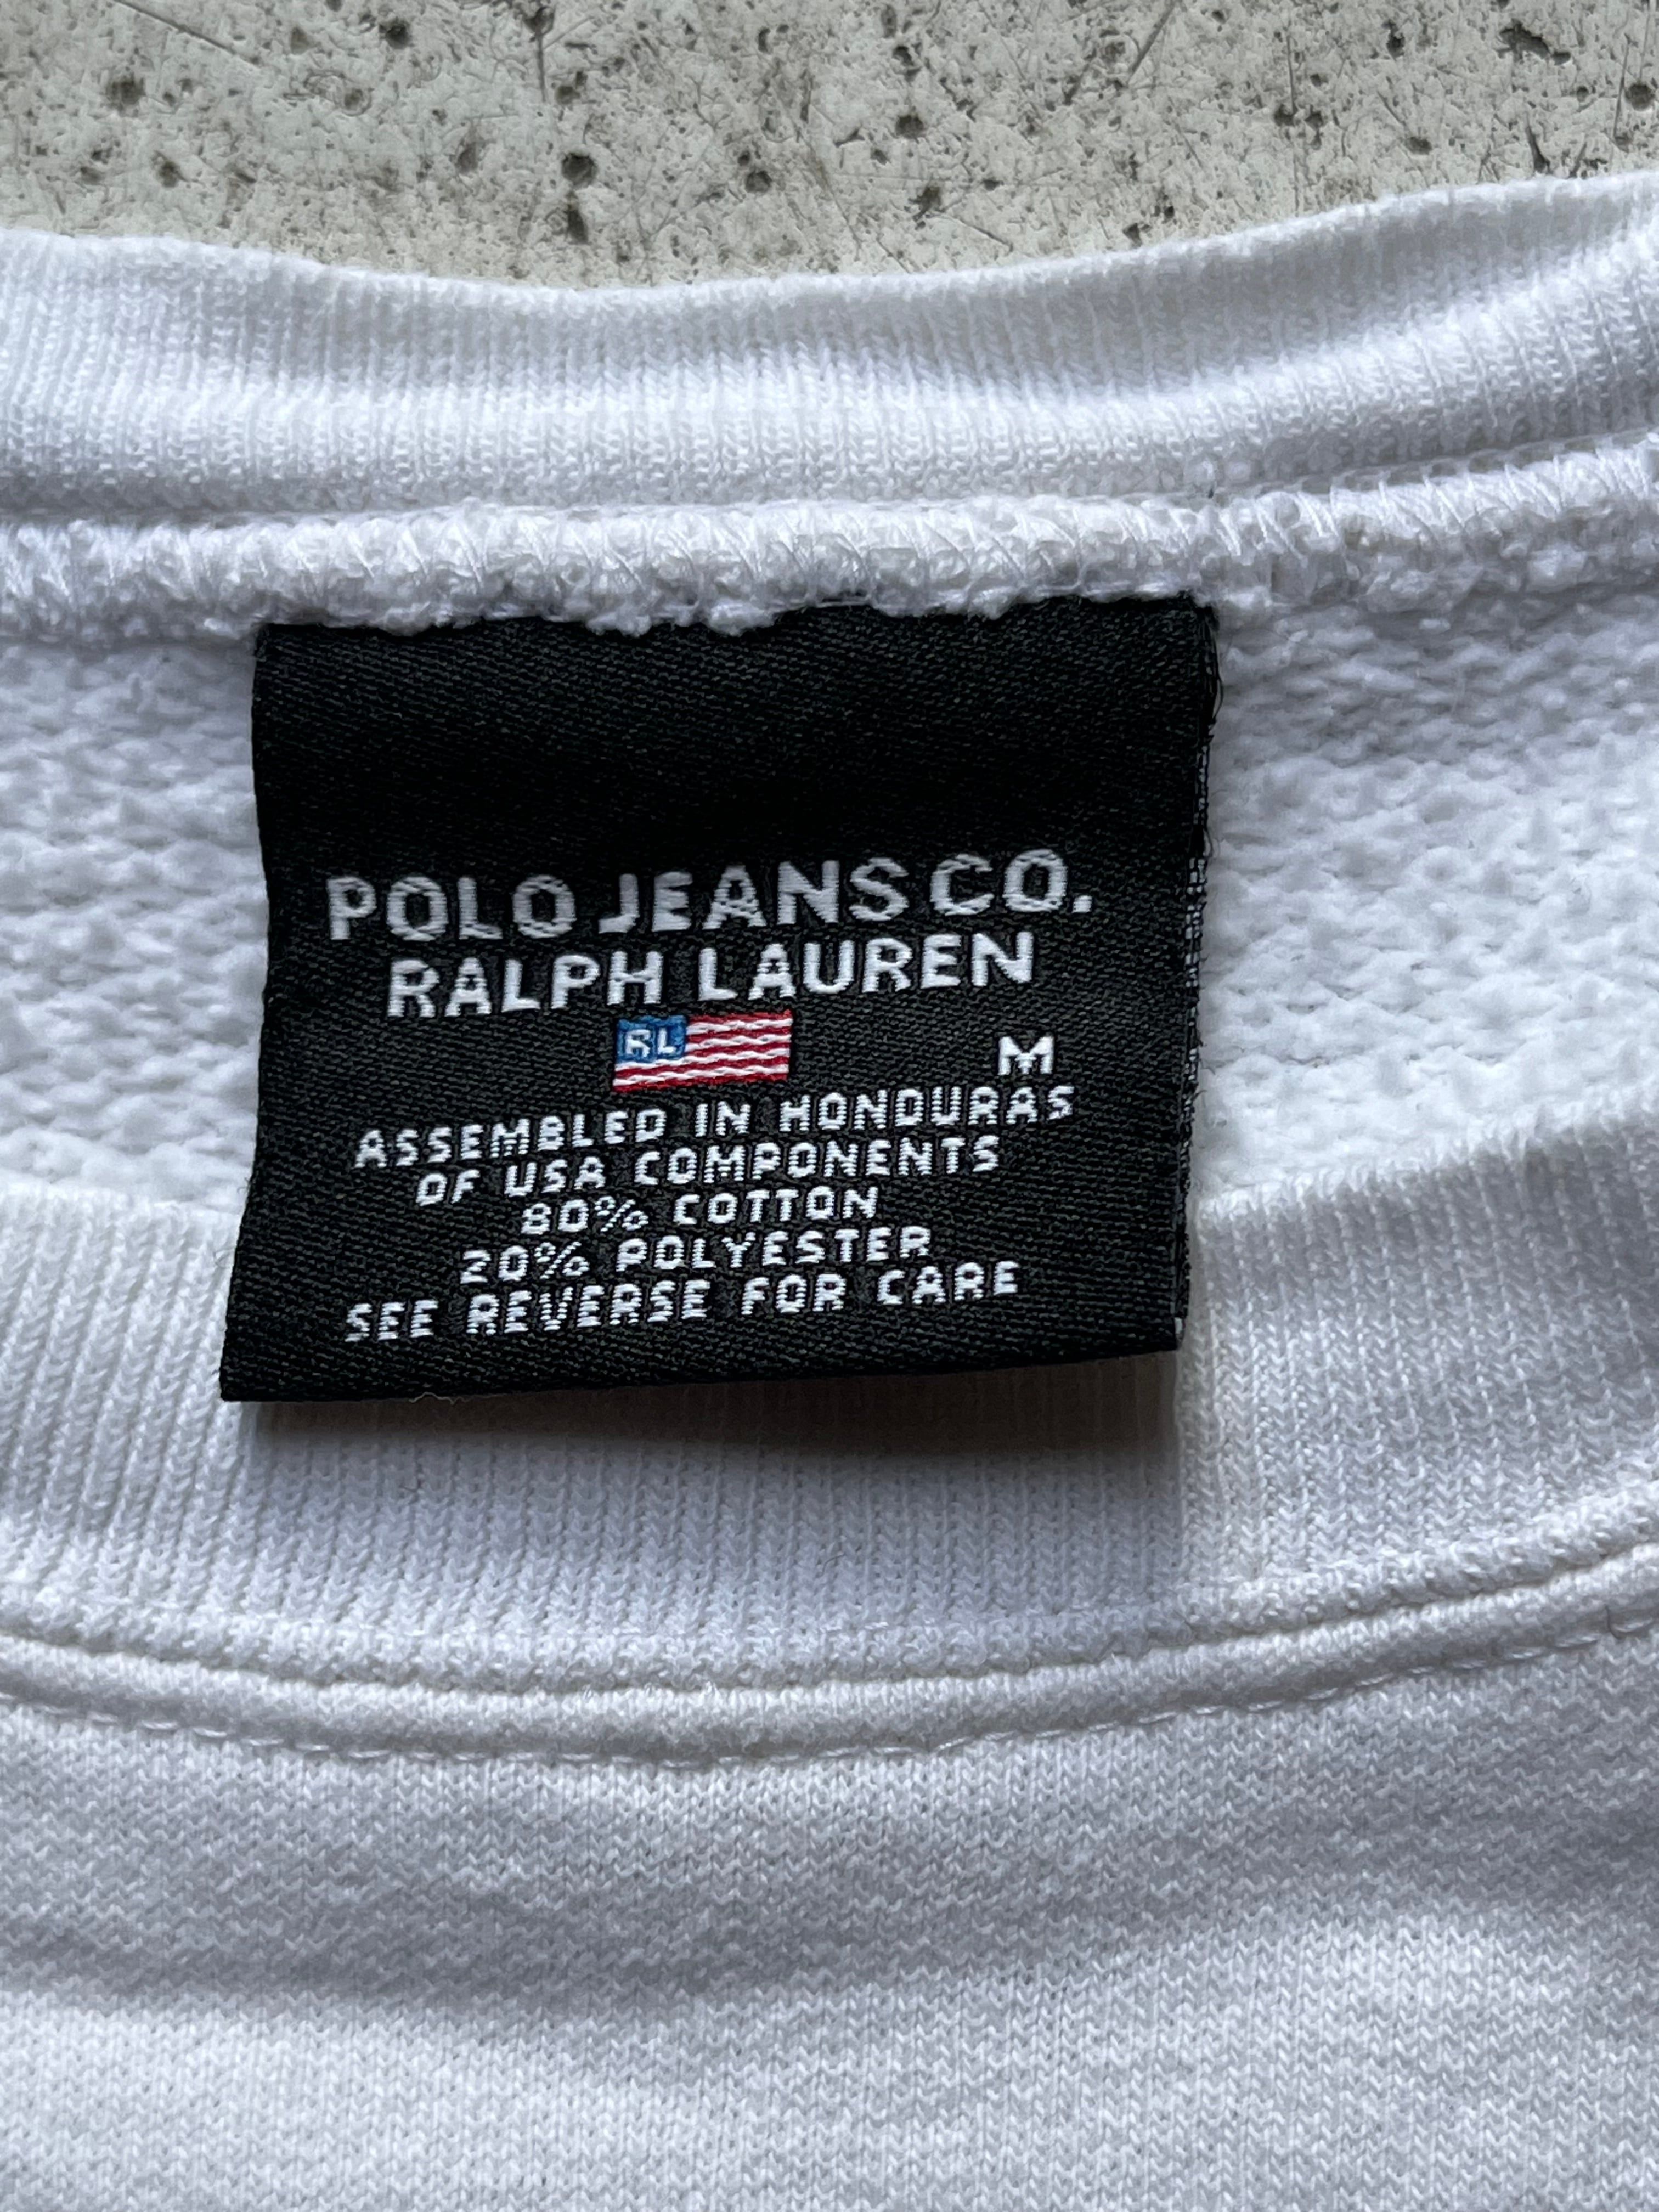 POLO JEANS CO.
RALPH LAUREN
RL
M
ASSEMBLED IN HONDURAS
OF USA COMPONENTS
80% COTTON
20% POLYESTER
SEE REVERSE FOR CARE